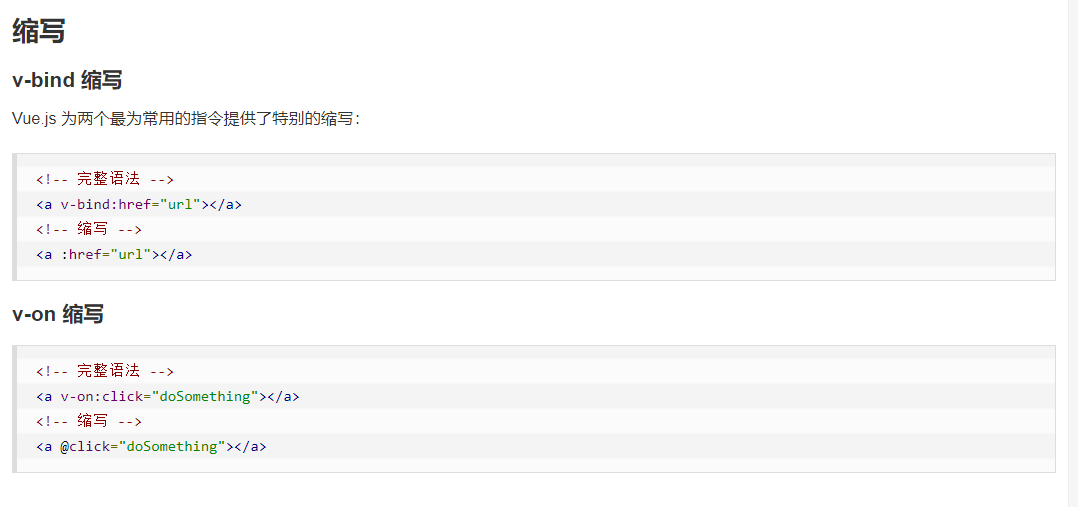 缩写
v-bind 缩写
Vue.js 为两个最为常用的指令提供了特别的缩写：
<!-- 完整语法 -->
<a v-bind:href="url"></a>
<!-- 缩写 -->
<a :href="url"></a>
v-on 缩写
<!-- 完整语法 -->
<a v-on:click="doSomething"></a>
<!-- 缩写 -->
<a @click="doSomething"></a>